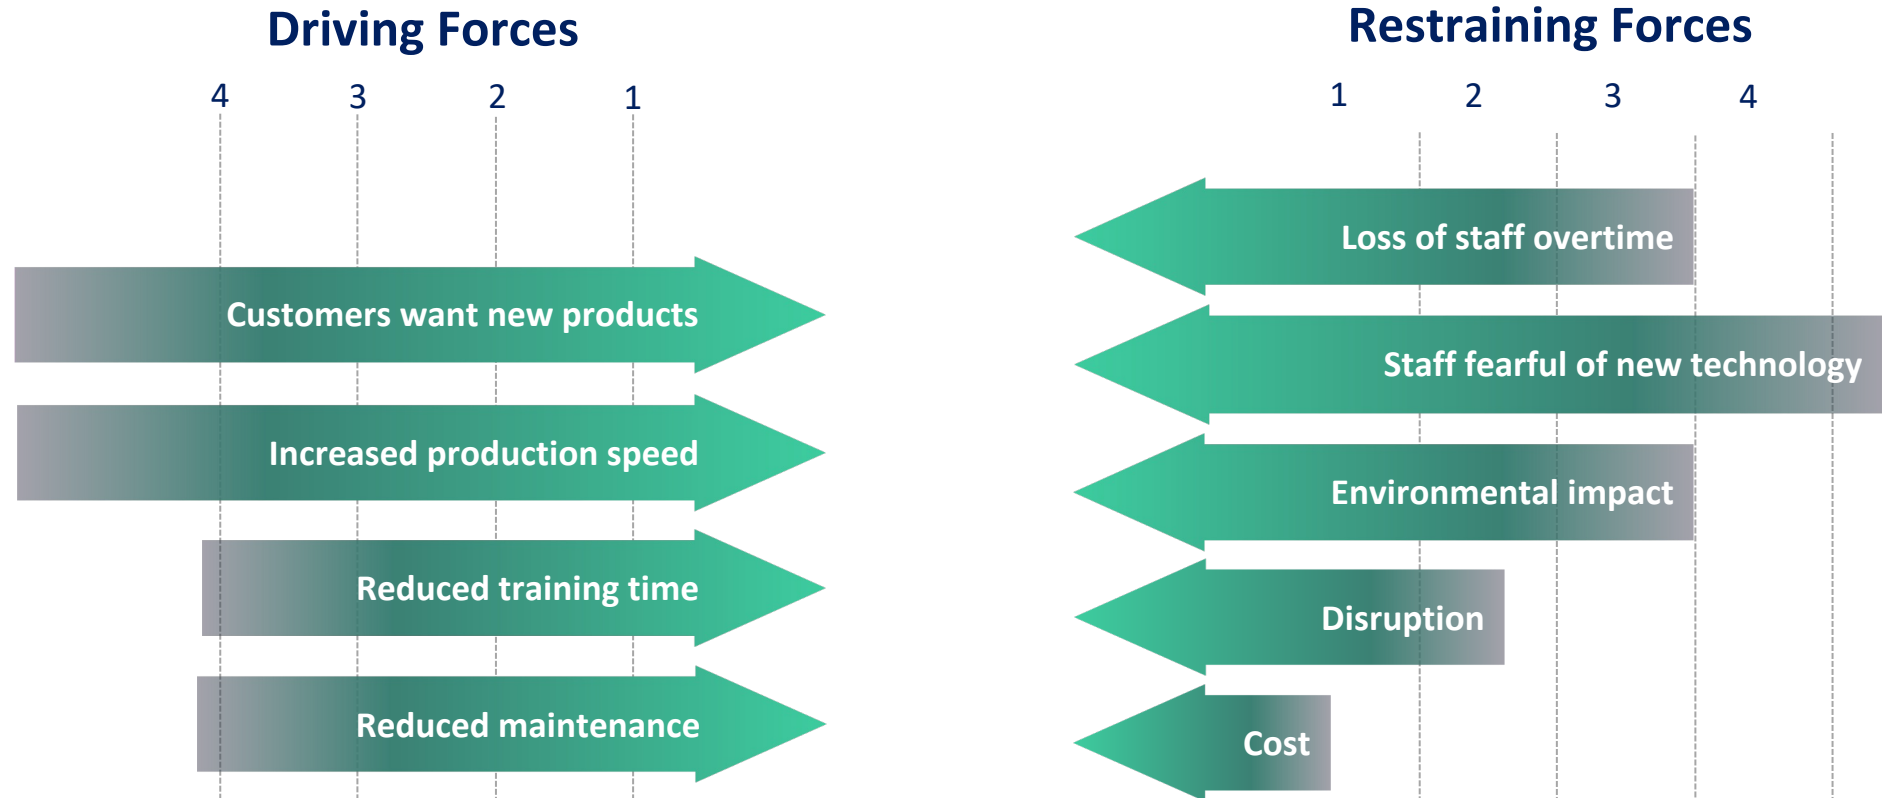 Driving Forces
4 3 2 1
Customers want new products
Increased production speed
Reduced training time
Reduced maintenance
Restraining Forces
1 2 3 4
Loss of staff overtime
Staff fearful of new technology
Environmental impact
Disruption
Cost